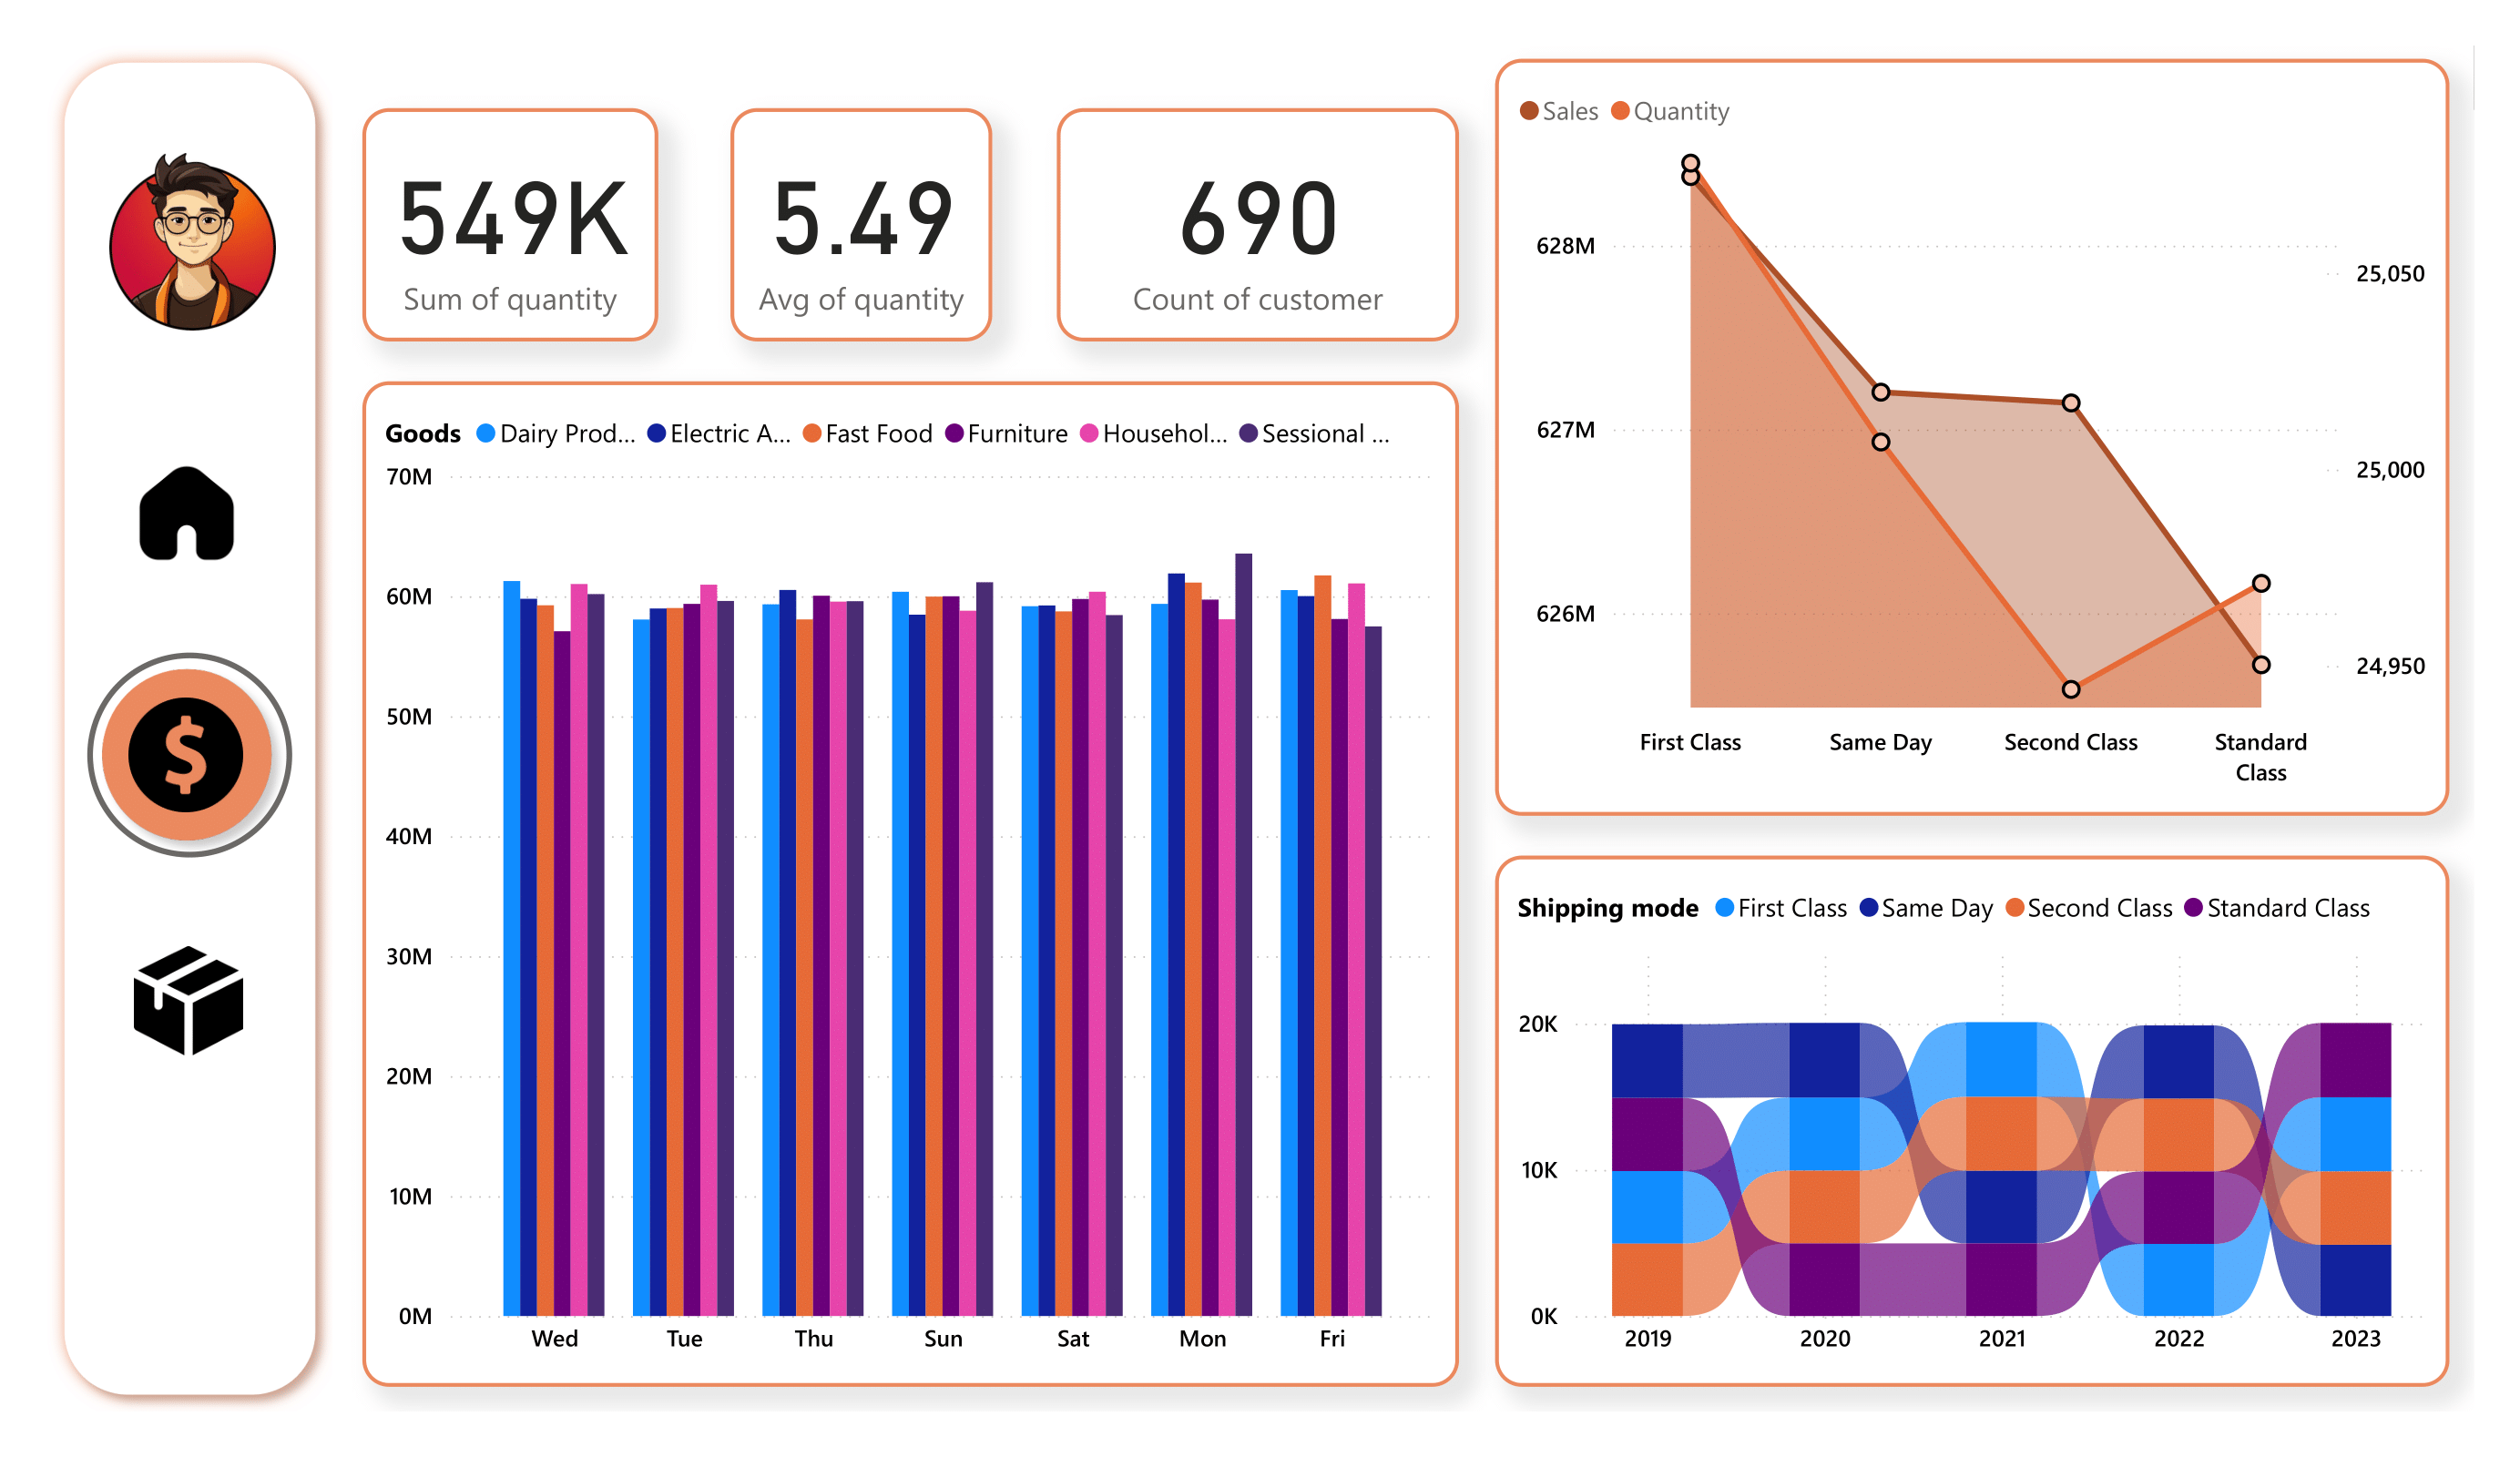 549K
Sum of quantity
5.49
Avg of quantity
690
Count of customer
Goods Dairy Prod... Electric A... Fast Food Furniture Househol... Sessional ...
70M
60M
50M
40M
30M
20M
10M
0M
Wed Tue Thu Sun Sat Mon Fri
Sales Quantity
628M
627M
626M
25,050
25,000
24,950
First Class Same Day Second Class Standard
Class
Shipping mode First Class Same Day Second Class Standard Class
20K
10K
0K
2019 2020 2021 2022 2023